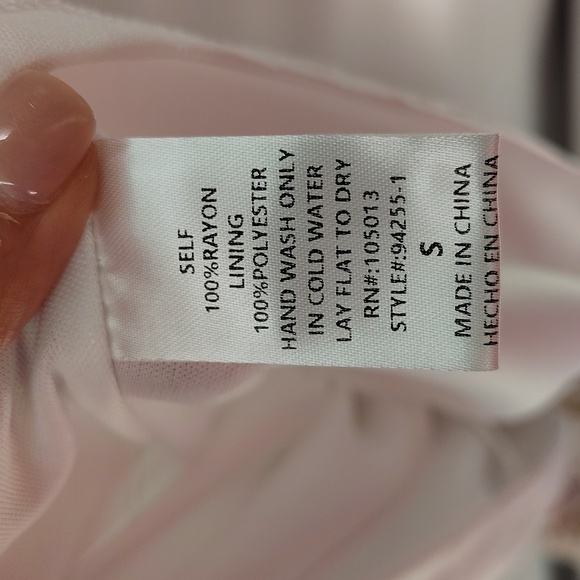 SELF
100%RAYON
LINING
100%POLYESTER
HAND WASH ONLY
IN COLD WATER
LAY FLAT TO DRY
RN#:105013
STYLE#:94255-1
S
MADE IN CHINA
HECHO EN CHINA